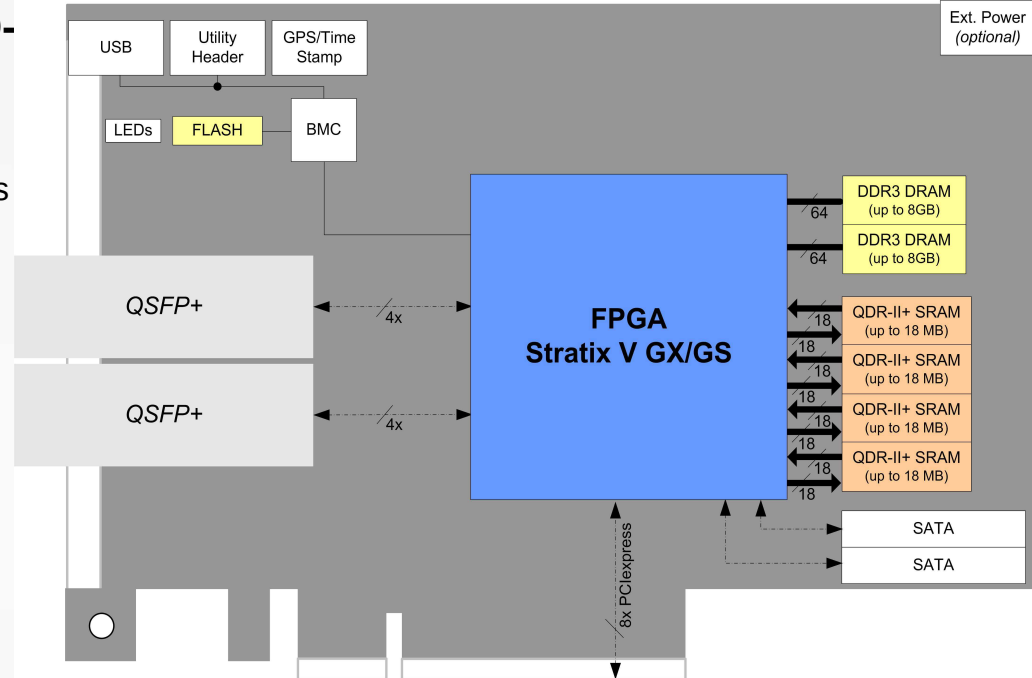 Ext. Power
(optional)
USB
Utility
Header
GPS/Time
Stamp
LEDs
FLASH
BMC
s
DDR3 DRAM
(up to 8GB)
64
DDR3 DRAM
(up to 8GB)
64
QSFP+
4x
FPGA
Stratix V GX/GS
QDR-II+ SRAM
(up to 18 MB)
18
18
QDR-II+ SRAM
(up to 18 MB)
18
18
QDR-II+ SRAM
(up to 18 MB)
18
18
QDR-II+ SRAM
(up to 18 MB)
18
18
QSFP+
4x
SATA
SATA
8x PCIexpress